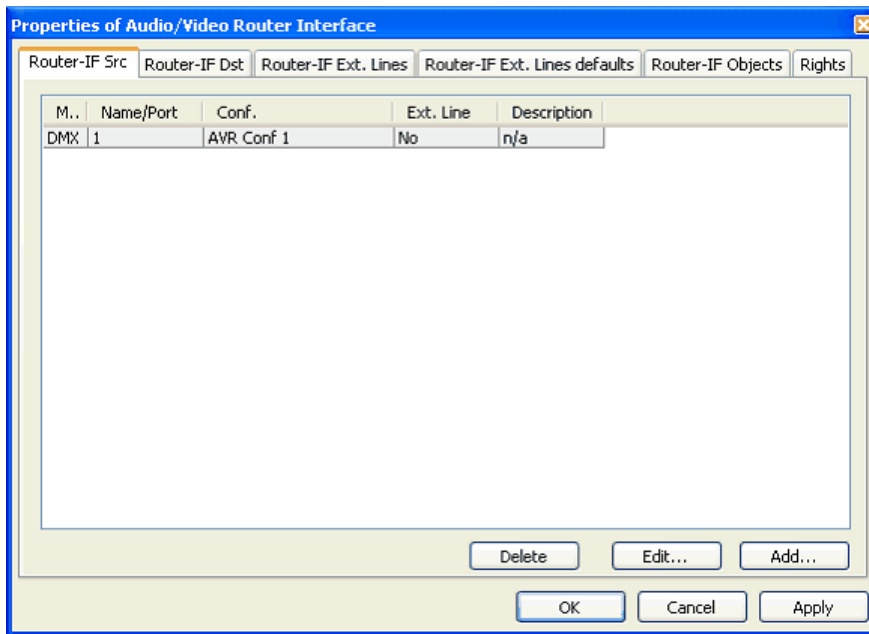 Properties of Audio/Video Router Interface
Router-IF Src Router-IF Dst Router-IF Ext. Lines Router-IF Ext. Lines defaults Router-IF Objects Rights
M.. Name/Port Conf. Ext. Line Description
DMX 1 AVR Conf 1 No n/a
Delete Edit... Add...
OK Cancel Apply